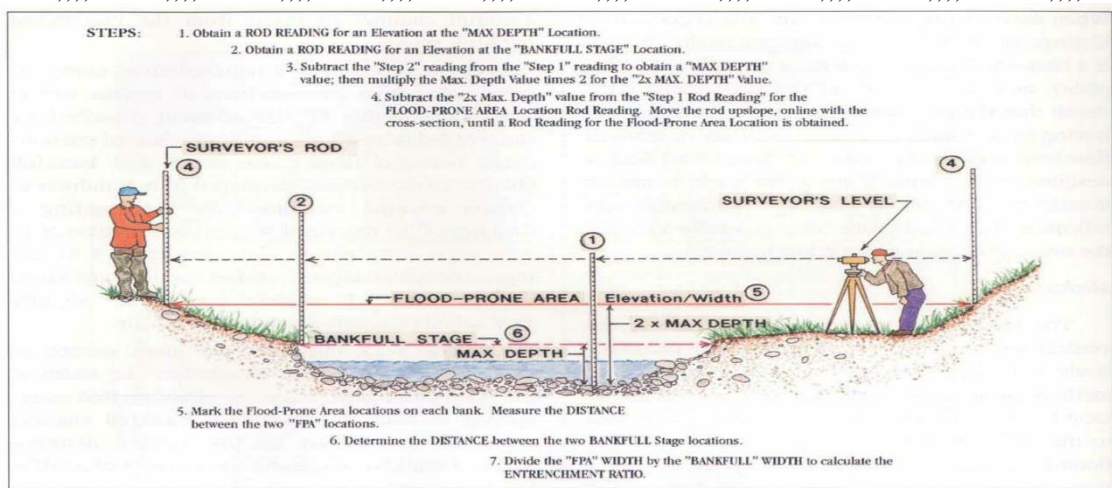 STEPS: 1. Obtain a ROD READING for an Elevation at the "MAX DEPTH" Location.
2. Obtain a ROD READING for an Elevation at the "BANKFULL STAGE" Location.
3. Subtract the "Step 2" reading from the "Step 1" reading to obtain a "MAX DEPTH"
value; then multiply the Max. Depth Value times 2 for the "2x MAX. DEPTH" Value.
4. Subtract the "2x Max. Depth" value from the "Step 1 Rod Reading" for the
FLOOD-PRONE AREA Location Rod Reading. Move the rod upslope, online with the
cross-section, until a Rod Reading for the Flood-Prone Area Location is obtained.
SURVEYOR'S ROD
4
2
1
4
SURVEYOR'S LEVEL
FLOOD-PRONE AREA Elevation/Width 5
2 x MAX DEPTH
6
BANKFULL STAGE
MAX DEPTH
5. Mark the Flood-Prone Area locations on each bank. Measure the DISTANCE
between the two "FPA" locations.
6. Determine the DISTANCE between the two BANKFULL Stage locations.
7. Divide the "FPA" WIDTH by the "BANKFULL" WIDTH to calculate the
ENTRENCHMENT RATIO.